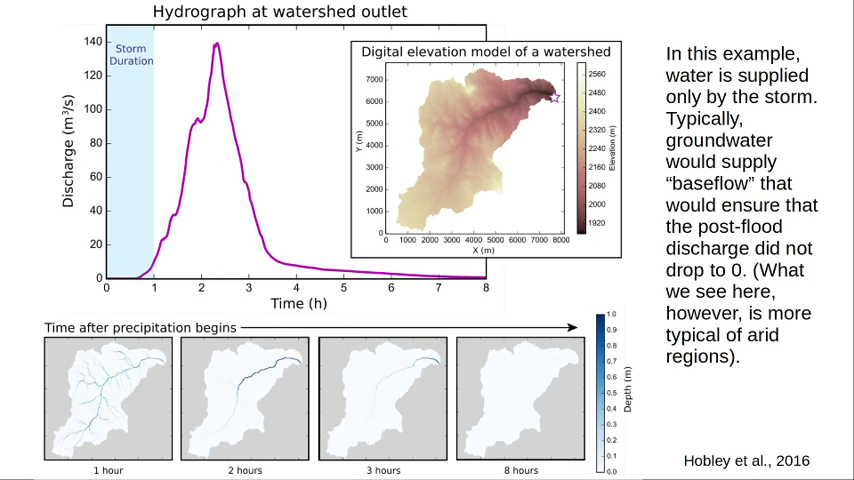 Hydrograph at watershed outlet
140
120
100
80
60
40
20
0
Discharge (m³/s)
Storm
Duration
0 1 2 3 4 5 6 7 8
Time (h)
Digital elevation model of a watershed
7000
6000
5000
4000
3000
2000
1000
0
Y (m)
0 1000 2000 3000 4000 5000 6000 7000 8000
X (m)
2560
2480
2400
2320
2240
2160
2080
2000
1920
Elevation (m)
In this example,
water is supplied
only by the storm.
Typically,
groundwater
would supply
“baseflow” that
would ensure that
the post-flood
discharge did not
drop to 0. (What
we see here,
however, is more
typical of arid
regions).
Time after precipitation begins
1 hour
2 hours
3 hours
8 hours
1.0
0.9
0.8
0.7
0.6
0.5
0.4
0.3
0.2
0.1
0.0
Depth (m)
Hobley et al., 2016